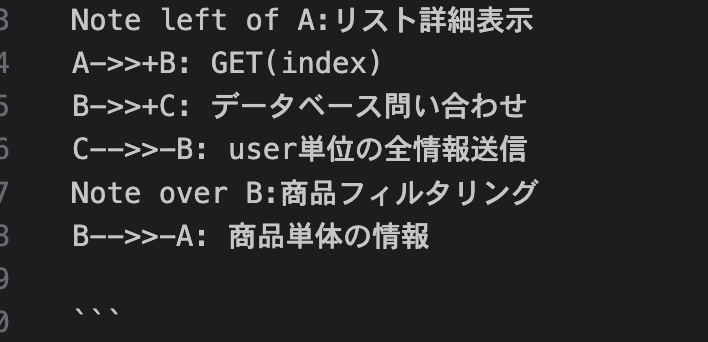 3 Note left of A:リスト詳細表示
4 A->>+B: GET(index)
5 B->>+C: データベース問い合わせ
6 C-->>-B: user単位の全情報送信
7 Note over B:商品フィルタリング
8 B-->>-A: 商品単体の情報
9
0 ```